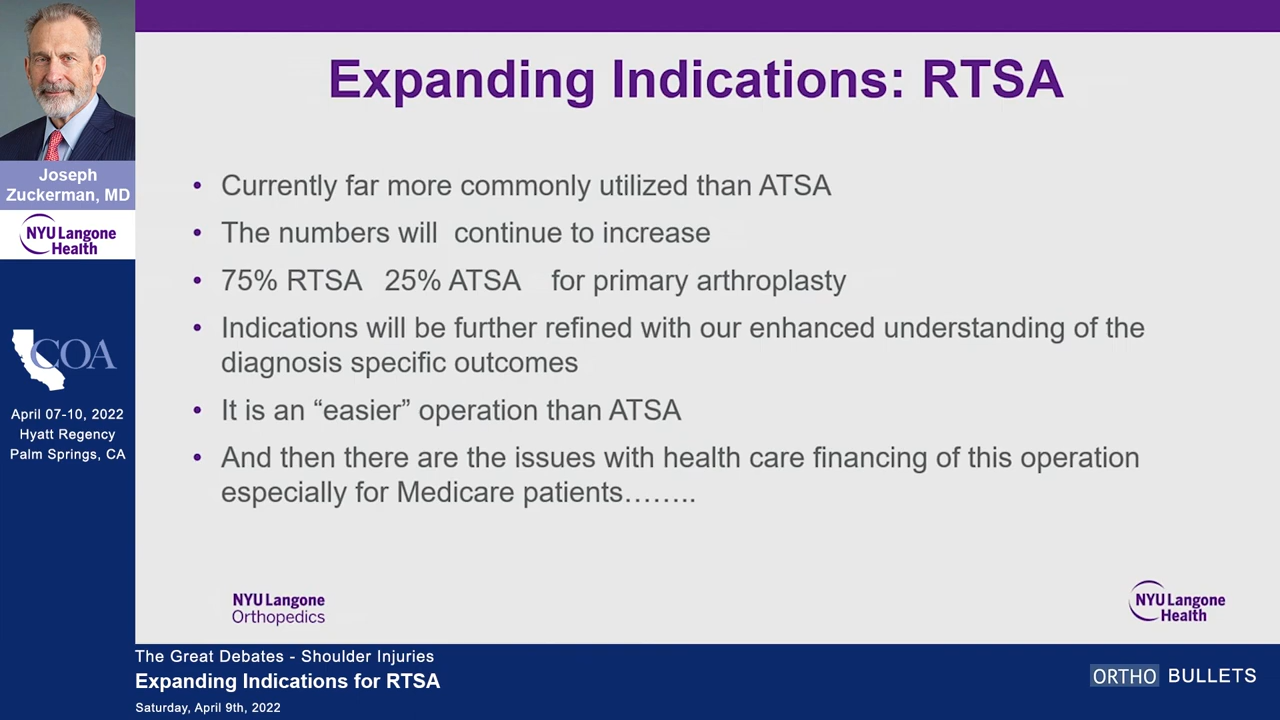 Joseph
Zuckerman, MD
NYU Langone
Health
COA
April 07-10, 2022
Hyatt Regency
Palm Springs, CA
Expanding Indications: RTSA
• Currently far more commonly utilized than ATSA
• The numbers will  continue to increase
• 75% RTSA   25% ATSA    for primary arthroplasty
• Indications will be further refined with our enhanced understanding of the
diagnosis specific outcomes
• It is an “easier” operation than ATSA
• And then there are the issues with health care financing of this operation
especially for Medicare patients……..
NYU Langone
Orthopedics
NYU Langone
Health
The Great Debates - Shoulder Injuries
Expanding Indications for RTSA
Saturday, April 9th, 2022
ORTHO BULLETS